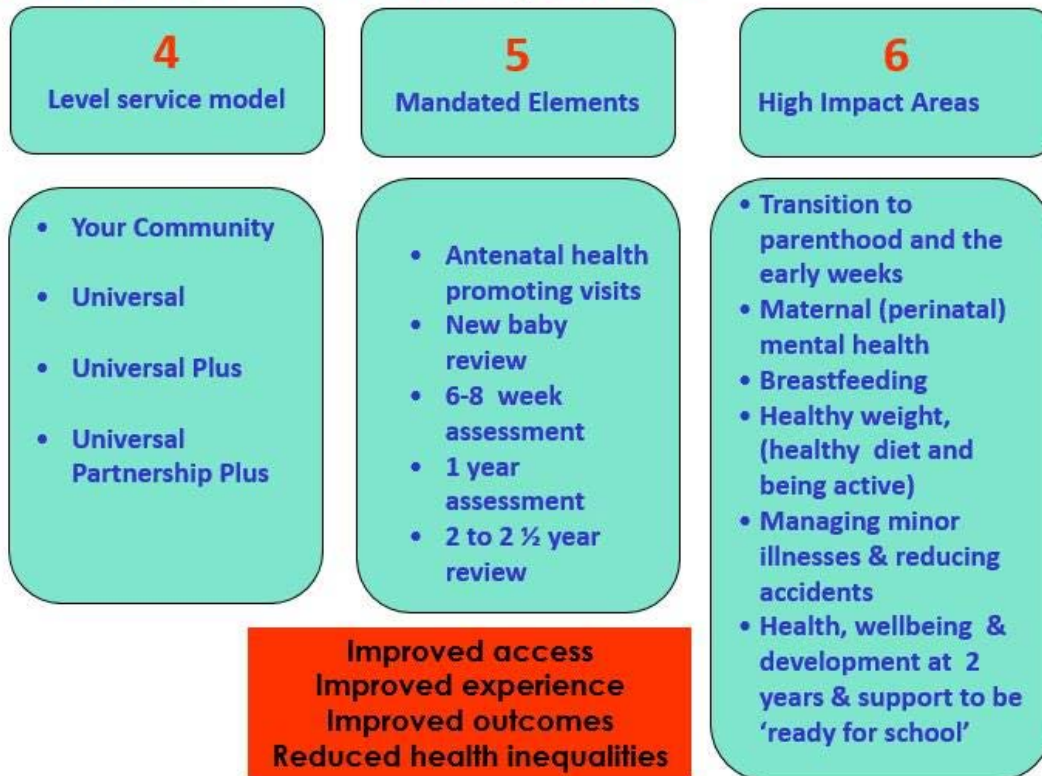 4
Level service model
5
Mandated Elements
6
High Impact Areas
• Your Community
• Universal
• Universal Plus
• Universal
Partnership Plus
• Antenatal health
promoting visits
• New baby
review
• 6-8 week
assessment
• 1 year
assessment
• 2 to 2 ½ year
review
• Transition to
parenthood and the
early weeks
• Maternal (perinatal)
mental health
• Breastfeeding
• Healthy weight,
(healthy diet and
being active)
• Managing minor
illnesses & reducing
accidents
• Health, wellbeing &
development at 2
years & support to be
‘ready for school’
Improved access
Improved experience
Improved outcomes
Reduced health inequalities